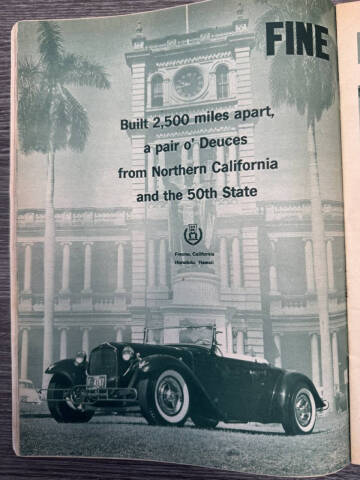 FINE
Built 2,500 miles apart,
a pair o' Deuces
from Northern California
and the 50th State
Fresno, California
Honolulu, Hawaii